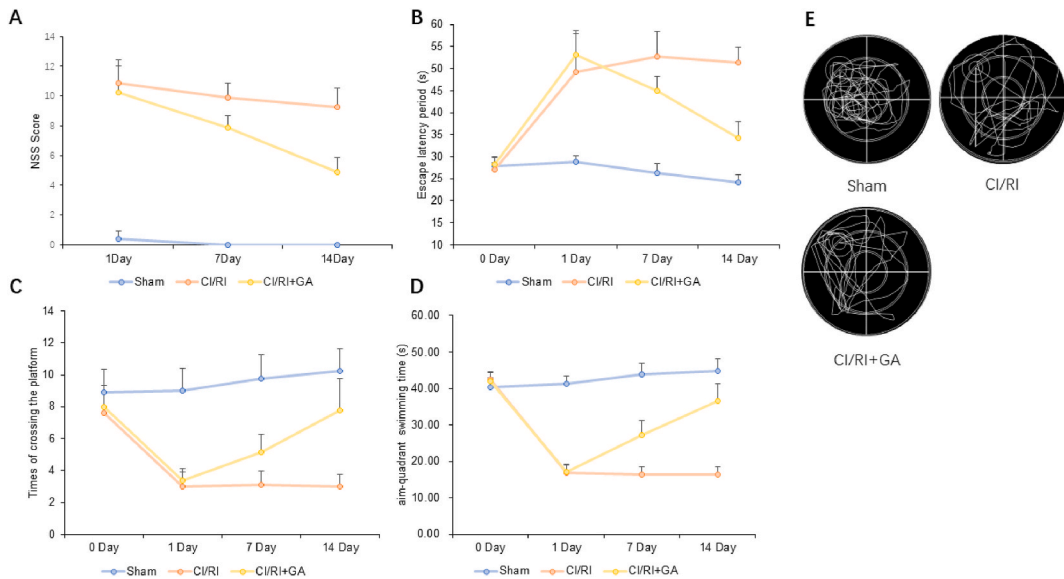 A
14
12
10
8
6
4
2
0
NSS Score
1Day 7Day 14Day
Sham CI/RI CI/RI+GA
B
60
55
50
45
40
35
30
25
20
15
10
Escape latency period (s)
0 Day 1 Day 7 Day 14 Day
Sham CI/RI CI/RI+GA
E
Sham CI/RI
CI/RI+GA
C
14
12
10
8
6
4
2
0
Times of crossing the platform
0 Day 1 Day 7 Day 14 Day
Sham CI/RI CI/RI+GA
D
60.00
50.00
40.00
30.00
20.00
10.00
0.00
aim-quadrant swimming time (s)
0 Day 1 Day 7 Day 14 Day
Sham CI/RI CI/RI+GA